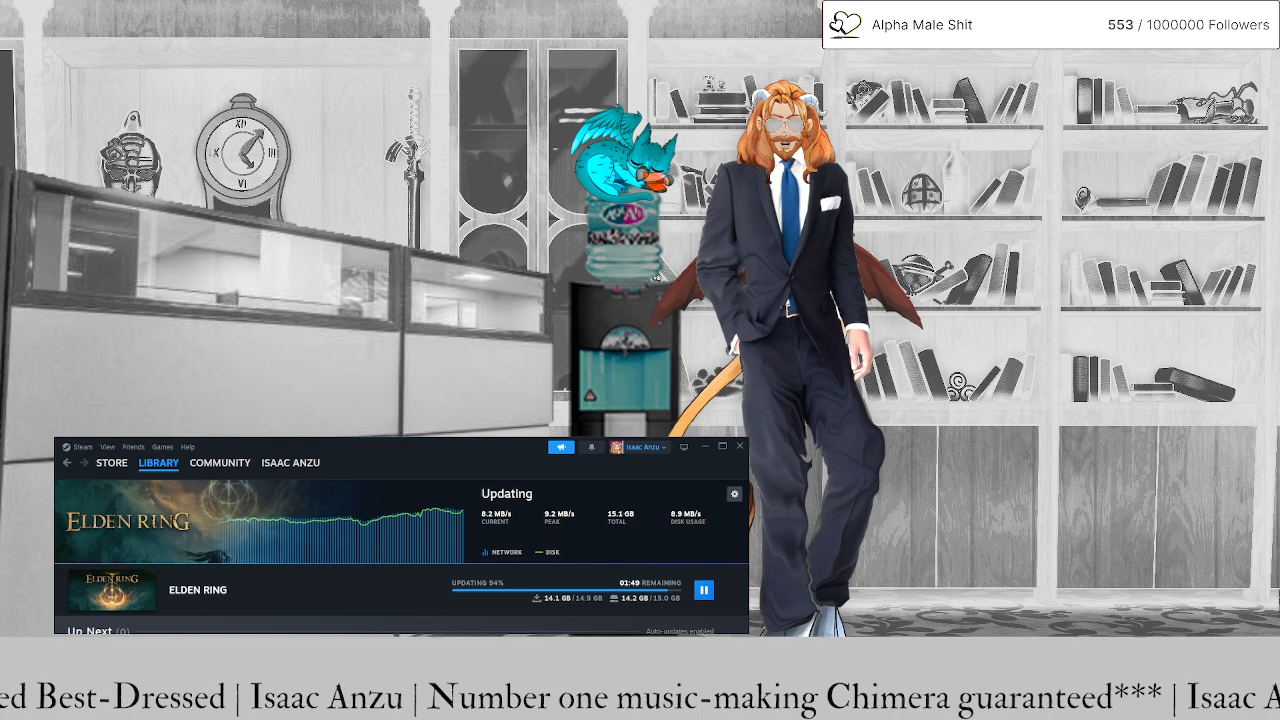 Alpha Male Shit 553 / 1000000 Followers
XII
III
VI
X
Steam View Friends Games Help Isaac Anzu
STORE LIBRARY COMMUNITY ISAAC ANZU
ELDEN RING
Updating
8.2 MB/s 9.2 MB/s 15.1 GB 8.9 MB/s
CURRENT PEAK TOTAL DISK USAGE
NETWORK DISK
ELDEN RING
ELDEN RING
UPDATING 94% 01:49 REMAINING
14.1 GB / 14.9 GB 14.2 GB / 15.0 GB
Up Next (0) Auto-updates enabled
ed Best-Dressed | Isaac Anzu | Number one music-making Chimera guaranteed*** | Isaac A